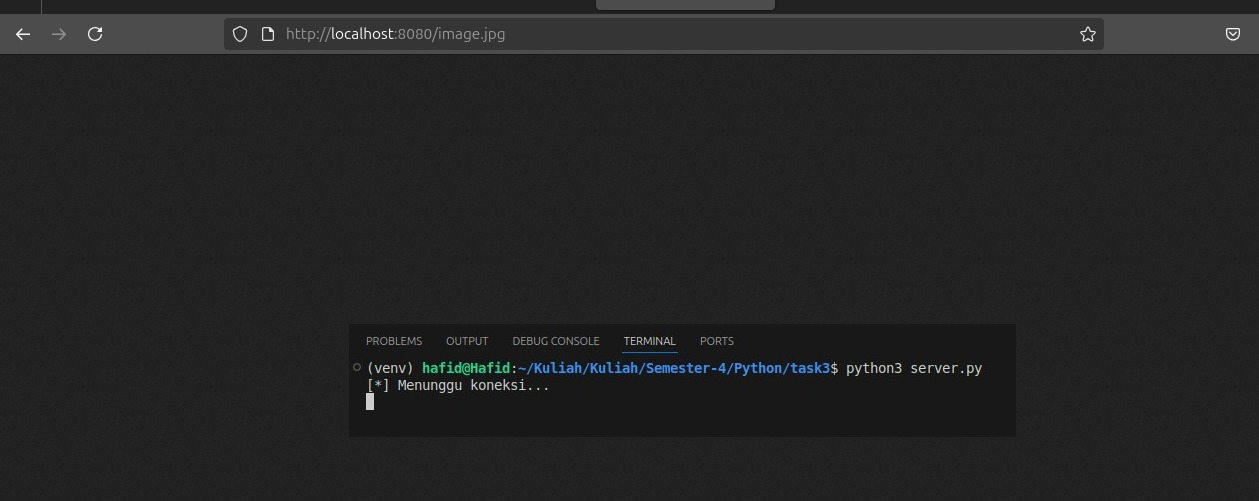 http://localhost:8080/image.jpg
PROBLEMS OUTPUT DEBUG CONSOLE TERMINAL PORTS
(venv) hafid@Hafid:~/Kuliah/Kuliah/Semester-4/Python/task3$ python3 server.py
[*] Menunggu koneksi...